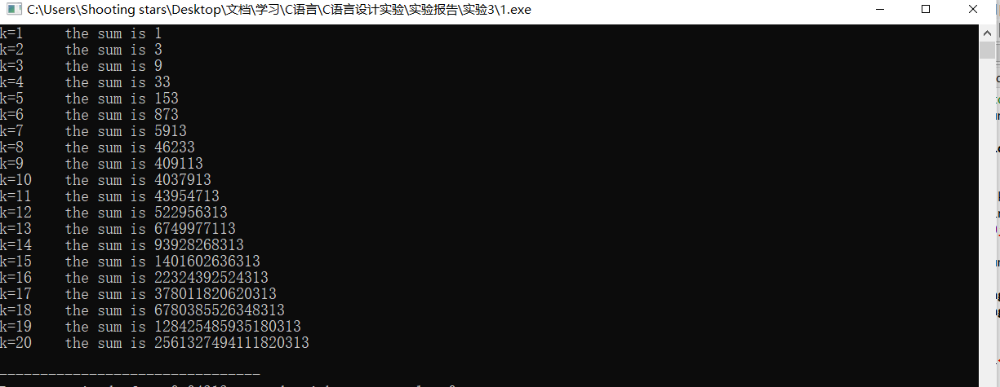 C:\Users\Shooting stars\Desktop\文档\学习\C语言\C语言设计实验\实验报告\实验3\1.exe
k=1 the sum is 1
k=2 the sum is 3
k=3 the sum is 9
k=4 the sum is 33
k=5 the sum is 153
k=6 the sum is 873
k=7 the sum is 5913
k=8 the sum is 46233
k=9 the sum is 409113
k=10 the sum is 4037913
k=11 the sum is 43954713
k=12 the sum is 522956313
k=13 the sum is 6749977113
k=14 the sum is 93928268313
k=15 the sum is 1401602636313
k=16 the sum is 22324392524313
k=17 the sum is 378011820620313
k=18 the sum is 6780385526348313
k=19 the sum is 128425485935180313
k=20 the sum is 2561327494111820313
--------------------------------